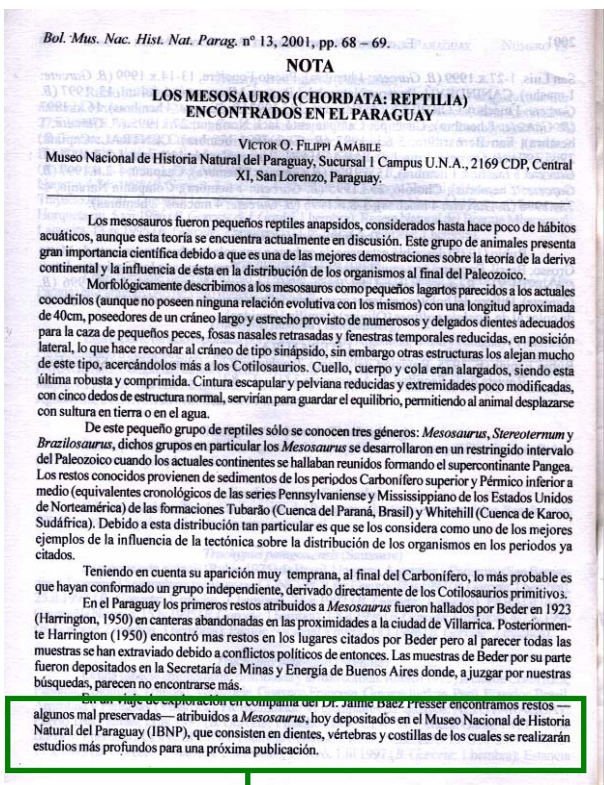 Bol. Mus. Nac. Hist. Nat. Parag. nº 13, 2001, pp. 68 – 69.
NOTA
LOS MESOSAUROS (CHORDATA: REPTILIA)
ENCONTRADOS EN EL PARAGUAY
VICTOR O. FILIPPI AMÁBILE
Museo Nacional de Historia Natural del Paraguay, Sucursal 1 Campus U.N.A., 2169 CDP, Central
XI, San Lorenzo, Paraguay.
Los mesosauros fueron pequeños reptiles anapsidos, considerados hasta hace poco de hábitos
acuáticos, aunque esta teoría se encuentra actualmente en discusión. Este grupo de animales presenta
gran importancia científica debido a que es una de las mejores demostraciones sobre la teoría de la deriva
continental y la influencia de ésta en la distribución de los organismos al final del Paleozoico.
Morfológicamente describimos a los mesosauros como pequeños lagartos parecidos a los actuales
cocodrilos (aunque no poseen ninguna relación evolutiva con los mismos) con una longitud aproximada
de 40cm, poseedores de un cráneo largo y estrecho provisto de numerosos y delgados dientes adecuados
para la caza de pequeños peces, fosas nasales retrasadas y fenestras temporales reducidas, en posición
lateral, lo que hace recordar al cráneo de tipo sinápsido, sin embargo otras estructuras los alejan mucho
de este tipo, acercándolos más a los Cotilosaurios. Cuello, cuerpo y cola eran alargados, siendo esta
última robusta y comprimida. Cintura escapular y pelviana reducidas y extremidades poco modificadas,
con cinco dedos de estructura normal, servirían para guardar el equilibrio, permitiendo al animal desplazarse
con sultura en tierra o en el agua.
De este pequeño grupo de reptiles sólo se conocen tres géneros: Mesosaurus, Stereoternum y
Brazilosaurus, dichos grupos en particular los Mesosaurus se desarrollaron en un restringido intervalo
del Paleozoico cuando los actuales continentes se hallaban reunidos formando el supercontinante Pangea.
Los restos conocidos provienen de sedimentos de los periodos Carbonífero superior y Pérmico inferior a
medio (equivalentes cronológicos de las series Pennsylvaniense y Mississippiano de los Estados Unidos
de Norteamérica) de las formaciones Tubarão (Cuenca del Paraná, Brasil) y Whitehill (Cuenca de Karoo,
Sudáfrica). Debido a esta distribución tan particular es que se los considera como uno de los mejores
ejemplos de la influencia de la tectónica sobre la distribución de los organismos en los periodos ya
citados.
Teniendo en cuenta su aparición muy temprana, al final del Carbonífero, lo más probable es
que hayan conformado un grupo independiente, derivado directamente de los Cotilosaurios primitivos.
En el Paraguay los primeros restos atribuidos a Mesosaurus fueron hallados por Beder en 1923
(Harrington, 1950) en canteras abandonadas en las proximidades a la ciudad de Villarrica. Posteriormen-
te Harrington (1950) encontró mas restos en los lugares citados por Beder pero al parecer todas las
muestras se han extraviado debido a conflictos políticos de entonces. Las muestras de Beder por su parte
fueron depositados en la Secretaría de Minas y Energía de Buenos Aires donde, a juzgar por nuestras
búsquedas, parecen no encontrarse más.
En un viaje de exploración en compañía del Dr. Jaime Báez Presser encontramos restos —
algunos mal preservadas— atribuidos a Mesosaurus, hoy depositados en el Museo Nacional de Historia
Natural del Paraguay (IBNP), que consisten en dientes, vértebras y costillas de los cuales se realizarán
estudios más profundos para una próxima publicación.